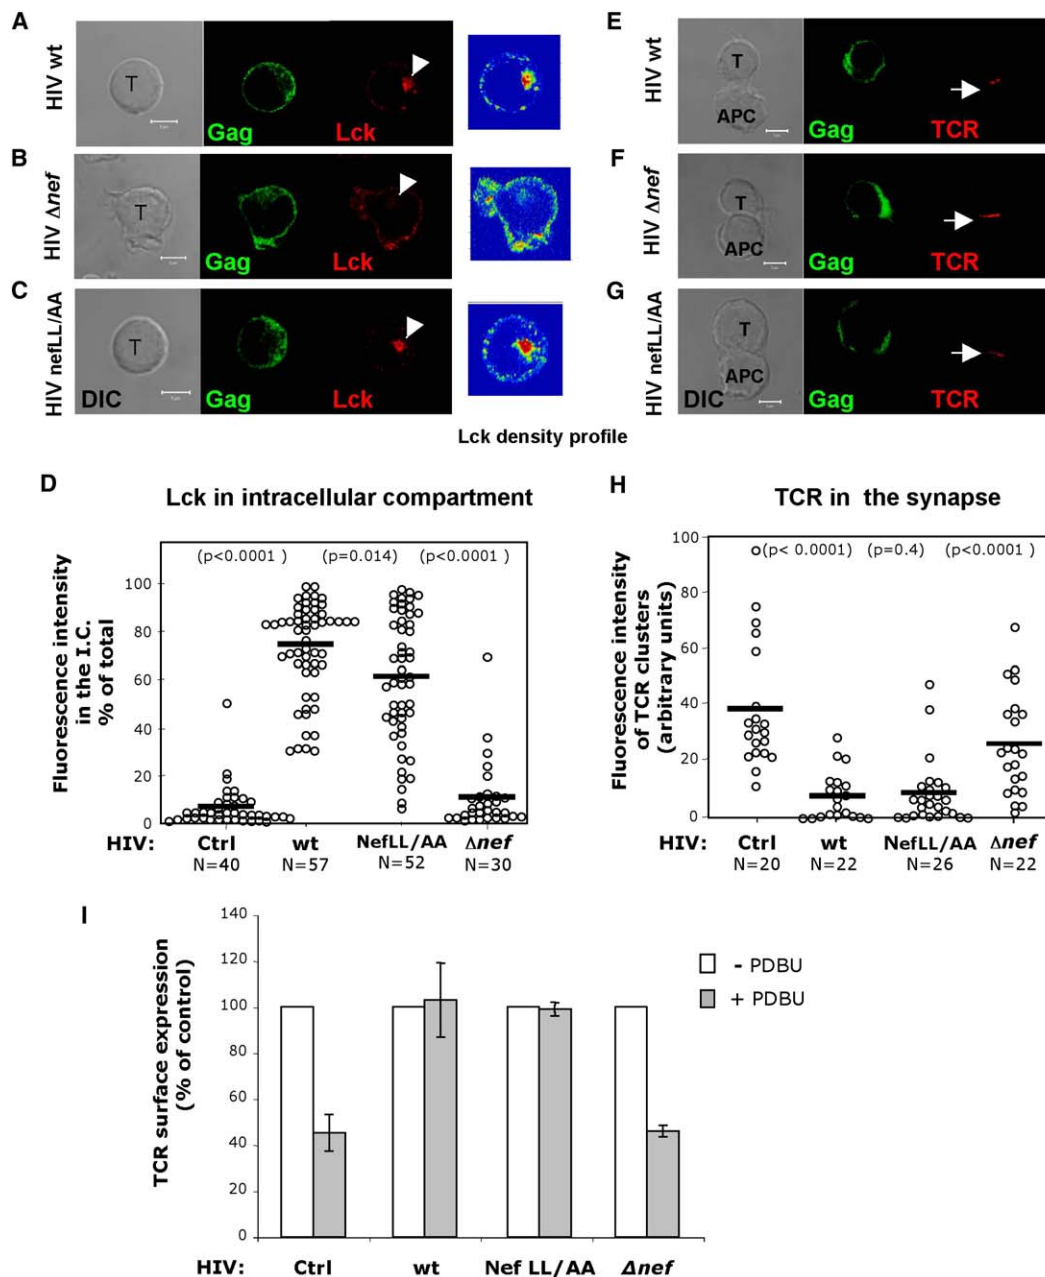 A
HIV wt
T
Gag
Lck
B
HIV Δnef
T
Gag
Lck
C
HIV nefLL/AA
T
DIC
Gag
Lck
E
HIV wt
T
APC
Gag
TCR
F
HIV Δnef
T
APC
Gag
TCR
G
HIV nefLL/AA
T
APC
DIC
Gag
TCR
Lck density profile
D
Lck in intracellular compartment
(p<0.0001 )
(p=0.014)
(p<0.0001 )
Fluorescence intensity
in the I.C.
% of total
100
80
60
40
20
0
HIV: Ctrl wt NefLL/AA Δnef
N=40 N=57 N=52 N=30
H
TCR in the synapse
(p< 0.0001)
(p=0.4)
(p<0.0001 )
Fluorescence intensity
of TCR clusters
(arbitrary units)
100
80
60
40
20
0
HIV: Ctrl wt NefLL/AA Δnef
N=20 N=22 N=26 N=22
I
TCR surface expression
(% of control)
140
120
100
80
60
40
20
0
- PDBU
+ PDBU
HIV: Ctrl wt Nef LL/AA Δnef